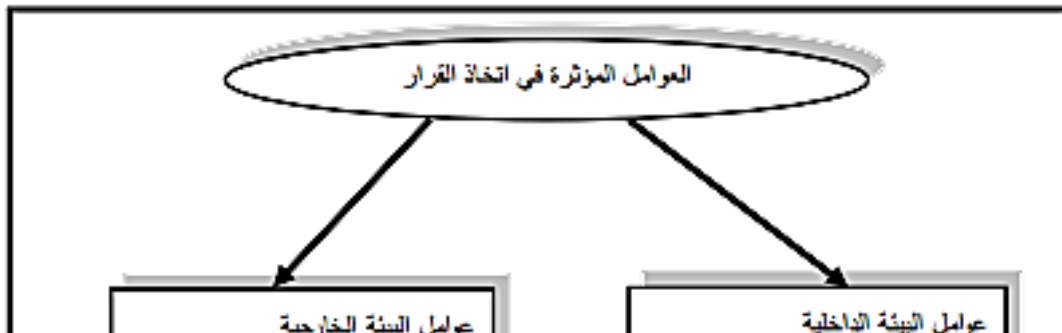 العوامل المؤثرة في اتخاذ القرار
عوامل البيئة الداخلية
عوامل البيئة الخارجية